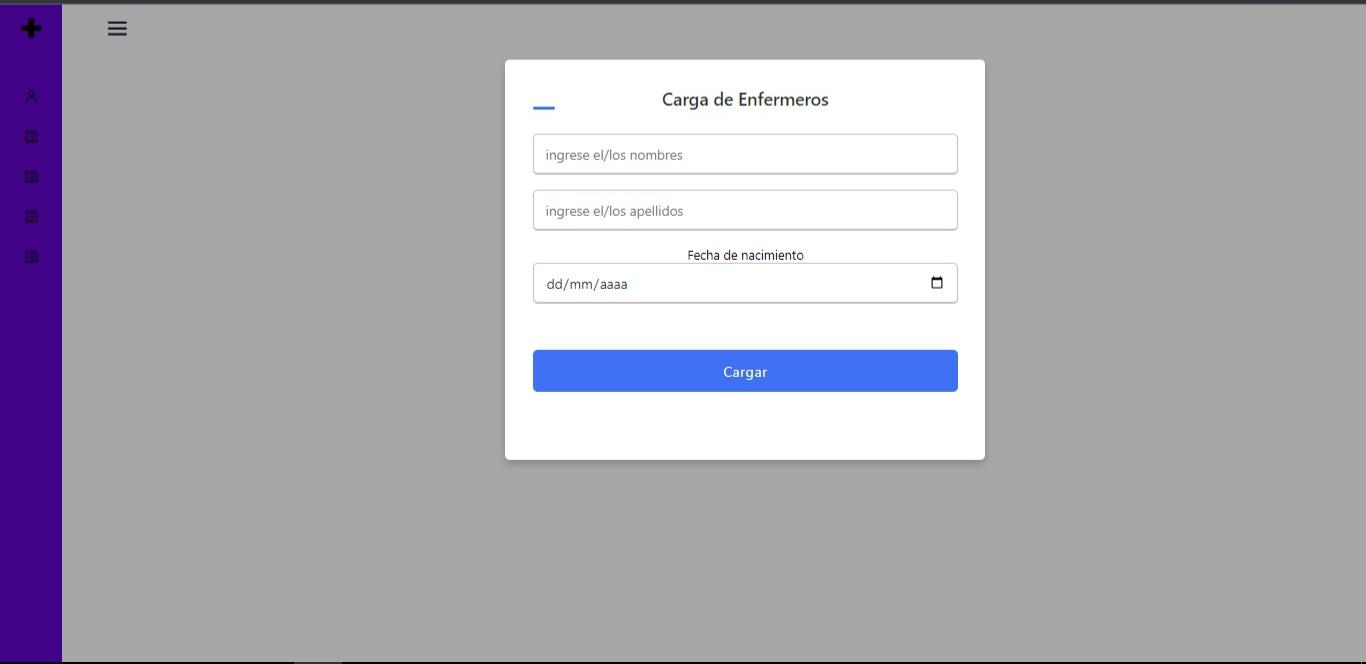 Carga de Enfermeros
ingrese el/los nombres
ingrese el/los apellidos
Fecha de nacimiento
dd/mm/aaaa
Cargar